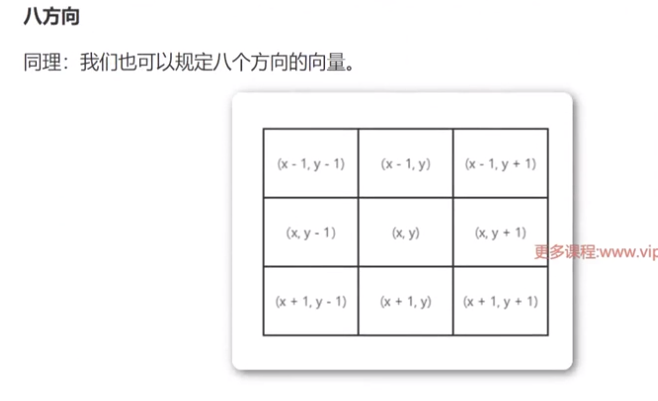 八方向
同理：我们也可以规定八个方向的向量。
(x - 1, y - 1) (x - 1, y) (x - 1, y + 1)
(x, y - 1) (x, y) (x, y + 1)
更多课程:www.vip
(x + 1, y - 1) (x + 1, y) (x + 1, y + 1)